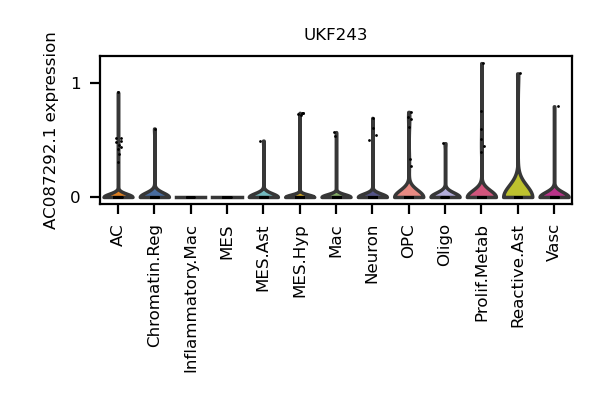 UKF243
AC087292.1 expression
1
0
AC
Chromatin.Reg
Inflammatory.Mac
MES
MES.Ast
MES.Hyp
Mac
Neuron
OPC
Oligo
Prolif.Metab
Reactive.Ast
Vasc